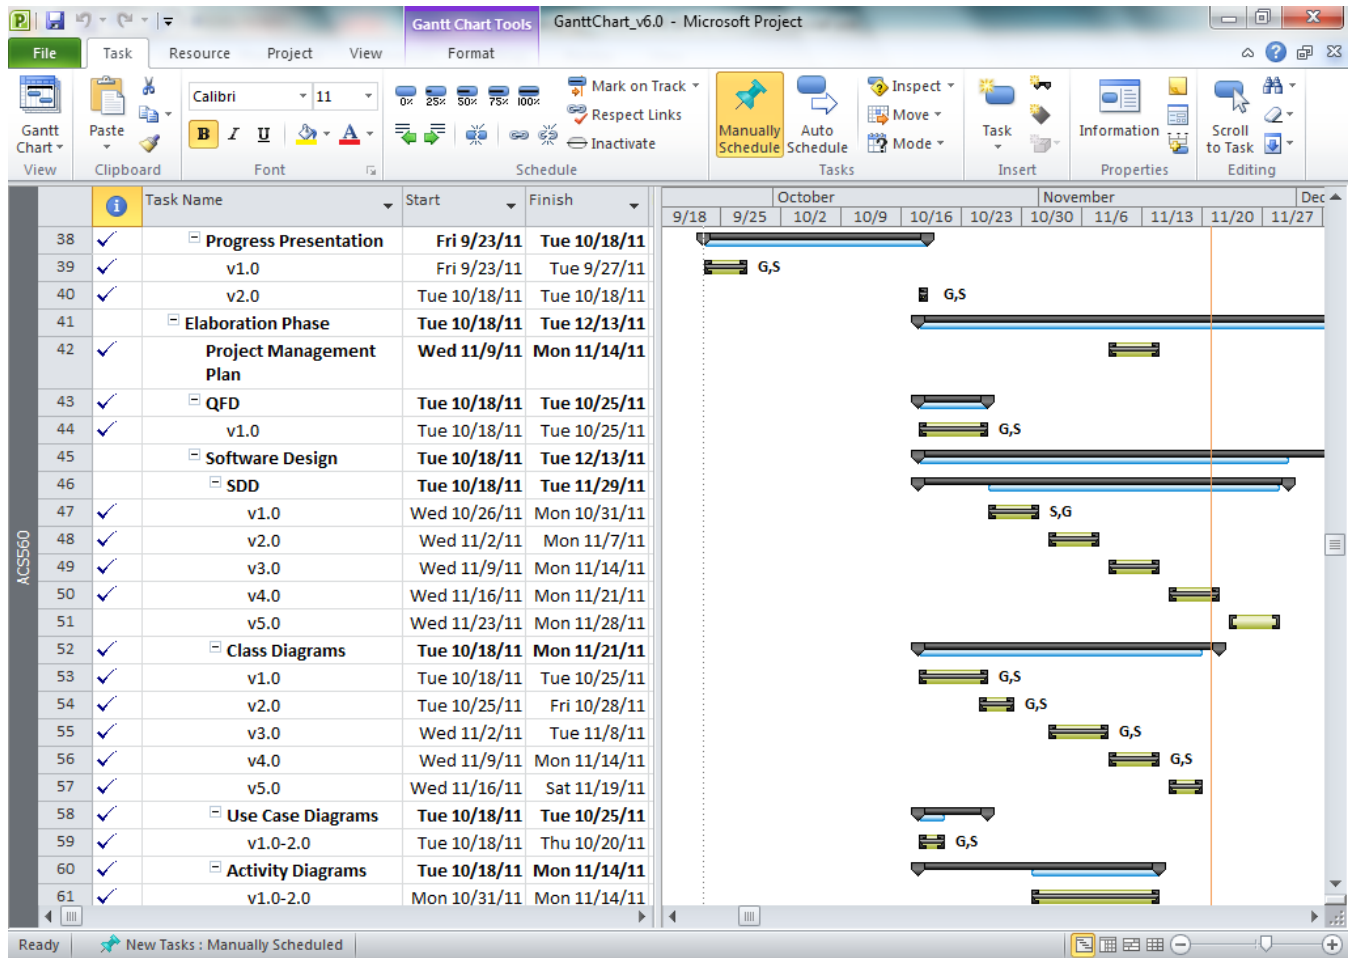 Gantt Chart Tools
GanttChart_v6.0 - Microsoft Project
File Task Resource Project View Format
Gantt Chart
View
Paste
Clipboard
Calibri 11
B I U A
Font
0% 25% 50% 75% 100%
Mark on Track
Respect Links
Inactivate
Schedule
Manually Schedule
Auto Schedule
Inspect
Move
Mode
Tasks
Task
Insert
Information
Properties
Scroll to Task
Editing
Task Name Start Finish
October November Dec
9/18 9/25 10/2 10/9 10/16 10/23 10/30 11/6 11/13 11/20 11/27
38 Progress Presentation Fri 9/23/11 Tue 10/18/11
39 v1.0 Fri 9/23/11 Tue 9/27/11 G,S
40 v2.0 Tue 10/18/11 Tue 10/18/11 G,S
41 Elaboration Phase Tue 10/18/11 Tue 12/13/11
42 Project Management Plan Wed 11/9/11 Mon 11/14/11
43 QFD Tue 10/18/11 Tue 10/25/11
44 v1.0 Tue 10/18/11 Tue 10/25/11 G,S
45 Software Design Tue 10/18/11 Tue 12/13/11
46 SDD Tue 10/18/11 Tue 11/29/11
47 v1.0 Wed 10/26/11 Mon 10/31/11 S,G
48 v2.0 Wed 11/2/11 Mon 11/7/11
49 v3.0 Wed 11/9/11 Mon 11/14/11
50 v4.0 Wed 11/16/11 Mon 11/21/11
51 v5.0 Wed 11/23/11 Mon 11/28/11
52 Class Diagrams Tue 10/18/11 Mon 11/21/11
53 v1.0 Tue 10/18/11 Tue 10/25/11 G,S
54 v2.0 Tue 10/25/11 Fri 10/28/11 G,S
55 v3.0 Wed 11/2/11 Tue 11/8/11 G,S
56 v4.0 Wed 11/9/11 Mon 11/14/11 G,S
57 v5.0 Wed 11/16/11 Sat 11/19/11
58 Use Case Diagrams Tue 10/18/11 Tue 10/25/11
59 v1.0-2.0 Tue 10/18/11 Thu 10/20/11 G,S
60 Activity Diagrams Tue 10/18/11 Mon 11/14/11
61 v1.0-2.0 Mon 10/31/11 Mon 11/14/11
ACS560
Ready New Tasks : Manually Scheduled